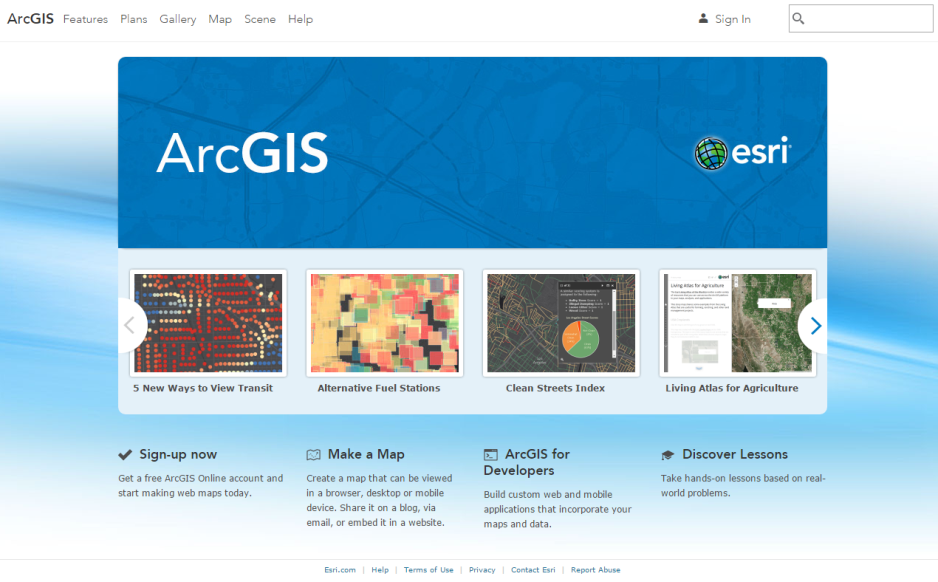 ArcGIS Features Plans Gallery Map Scene Help Sign In
ArcGIS
esri
Living Atlas for Agriculture
5 New Ways to View Transit
Alternative Fuel Stations
Clean Streets Index
Living Atlas for Agriculture
Sign-up now
Get a free ArcGIS Online account and
start making web maps today.
Make a Map
Create a map that can be viewed
in a browser, desktop or mobile
device. Share it on a blog, via
email, or embed it in a website.
ArcGIS for
Developers
Build custom web and mobile
applications that incorporate your
maps and data.
Discover Lessons
Take hands-on lessons based on real-
world problems.
Esri.com | Help | Terms of Use | Privacy | Contact Esri | Report Abuse